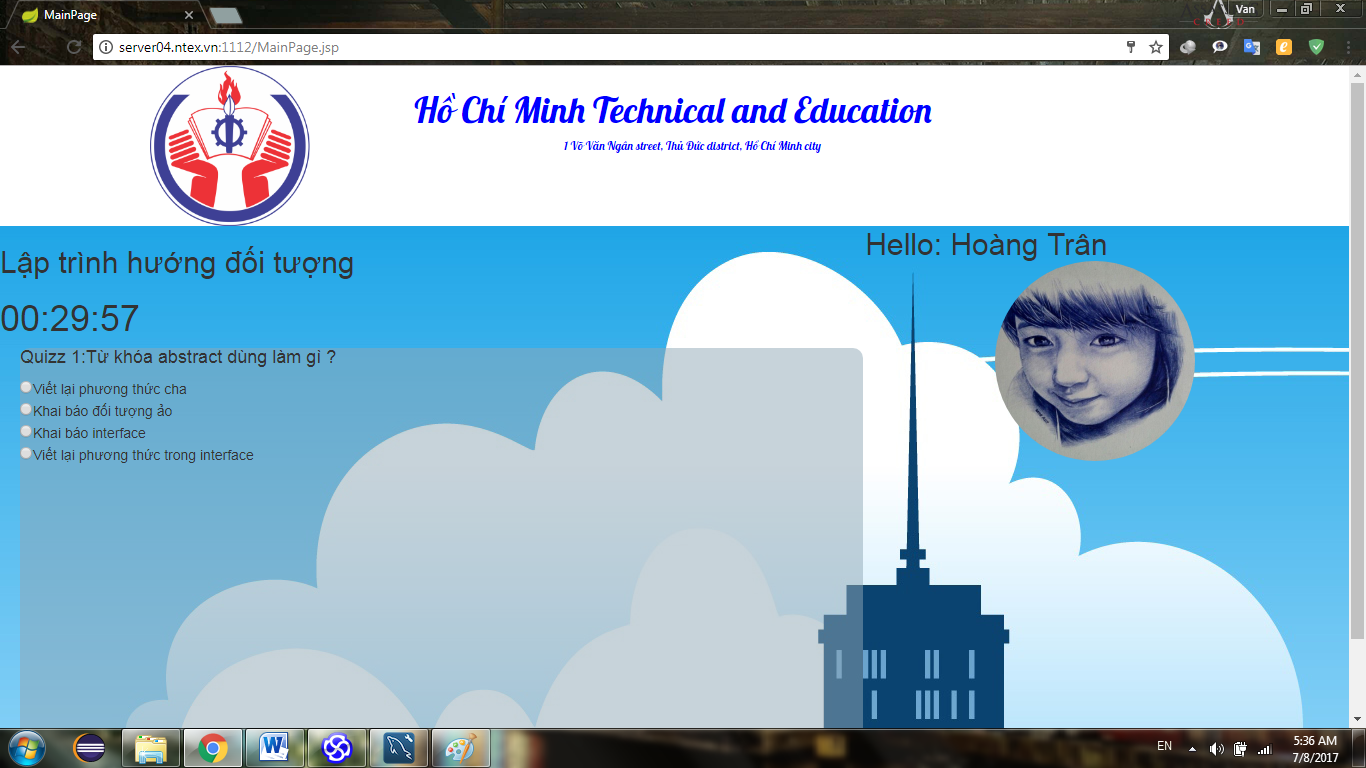 MainPage
Van
server04.ntex.vn:1112/MainPage.jsp
Hồ Chí Minh Technical and Education
1 Võ Văn Ngân street, Thủ Đức district, Hồ Chí Minh city
Hello: Hoàng Trân
Lập trình hướng đối tượng
00:29:57
Quizz 1:Từ khóa abstract dùng làm gì ?
Viết lại phương thức cha
Khai báo đối tượng ảo
Khai báo interface
Viết lại phương thức trong interface
EN
5:36 AM
7/8/2017